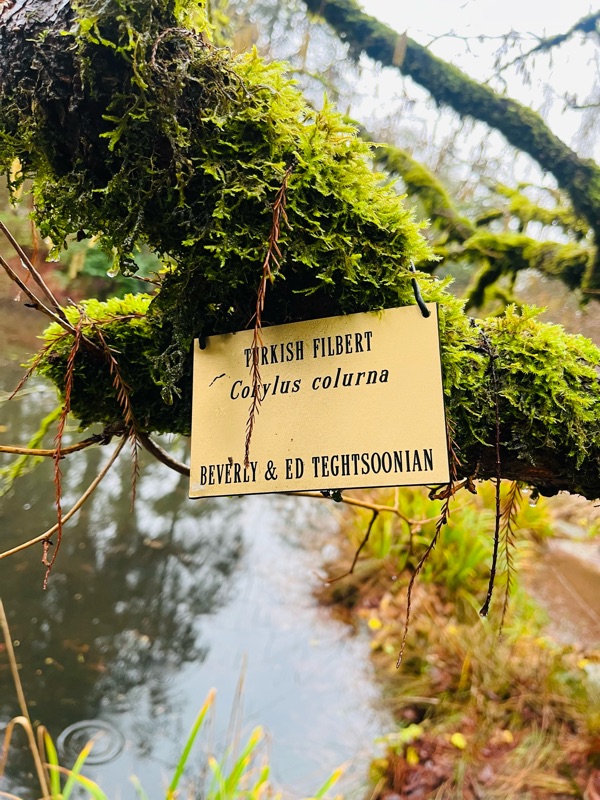 TURKISH FILBERT
Corylus colurna
BEVERLY & ED TEGHTSOONIAN